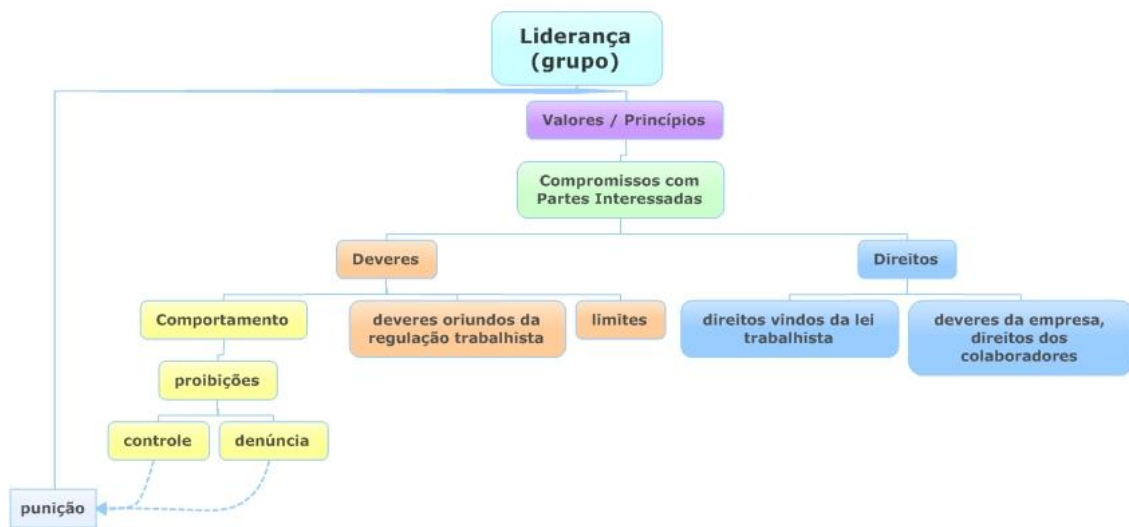 Liderança
(grupo)
Valores / Princípios
Compromissos com
Partes Interessadas
Deveres
Direitos
Comportamento
deveres oriundos da
regulação trabalhista
limites
direitos vindos da lei
trabalhista
deveres da empresa,
direitos dos
colaboradores
proibições
controle
denúncia
punição